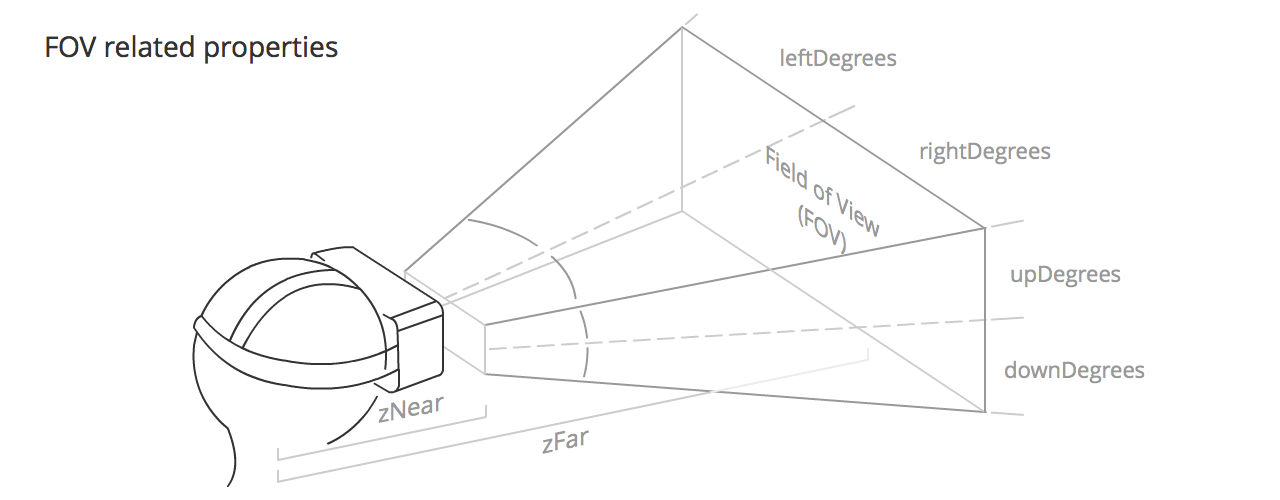 FOV related properties
leftDegrees
rightDegrees
Field of View
(FOV)
upDegrees
downDegrees
zNear
zFar